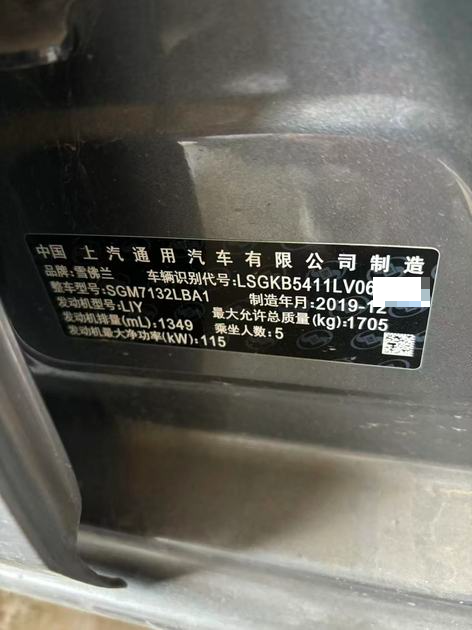 中国 上汽通用汽车有限公司制造
品牌:雪佛兰 车辆识别代号:LSGKB5411LV06
整车型号:SGM7132LBA1 制造年月:2019-12
发动机型号:LIY 最大允许总质量(kg):1705
发动机排量(mL):1349 乘坐人数:5
发动机最大净功率(kW):115